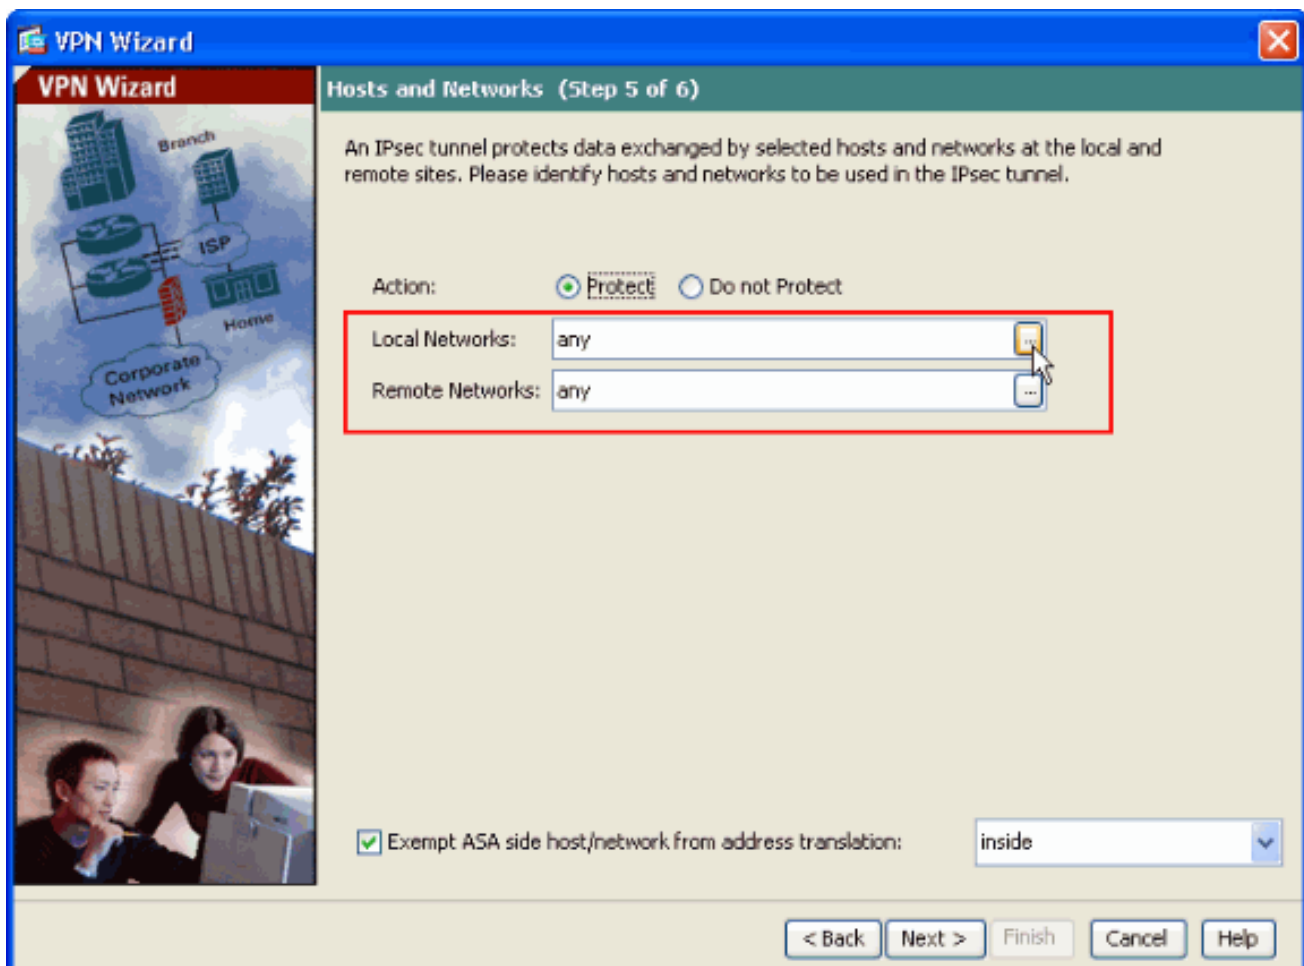 VPN Wizard
VPN Wizard
Hosts and Networks (Step 5 of 6)
Branch
ISP
Home
Corporate
Network
An IPsec tunnel protects data exchanged by selected hosts and networks at the local and
remote sites. Please identify hosts and networks to be used in the IPsec tunnel.
Action: Protect Do not Protect
Local Networks: any ...
Remote Networks: any ...
Exempt ASA side host/network from address translation: inside
< Back Next > Finish Cancel Help